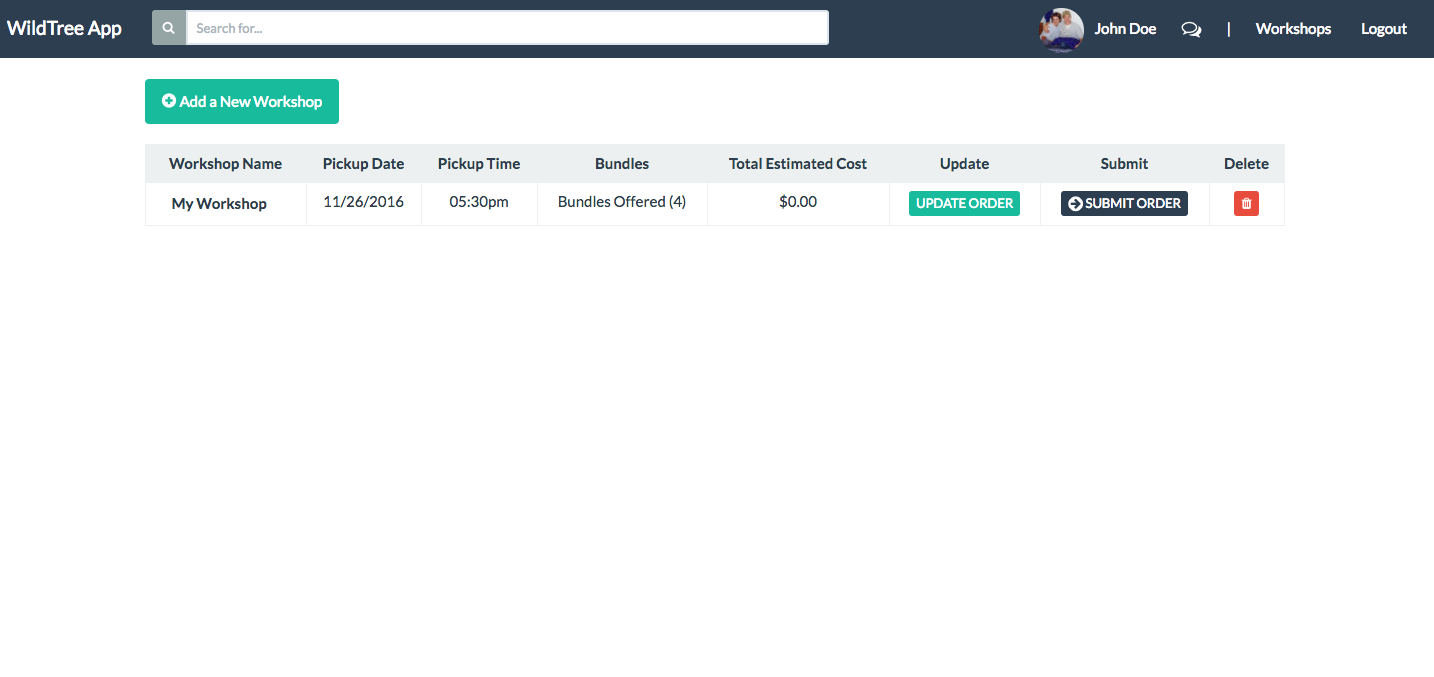 WildTree App Search for... John Doe | Workshops Logout
Add a New Workshop
Workshop Name Pickup Date Pickup Time Bundles Total Estimated Cost Update Submit Delete
My Workshop 11/26/2016 05:30pm Bundles Offered (4) $0.00 UPDATE ORDER SUBMIT ORDER